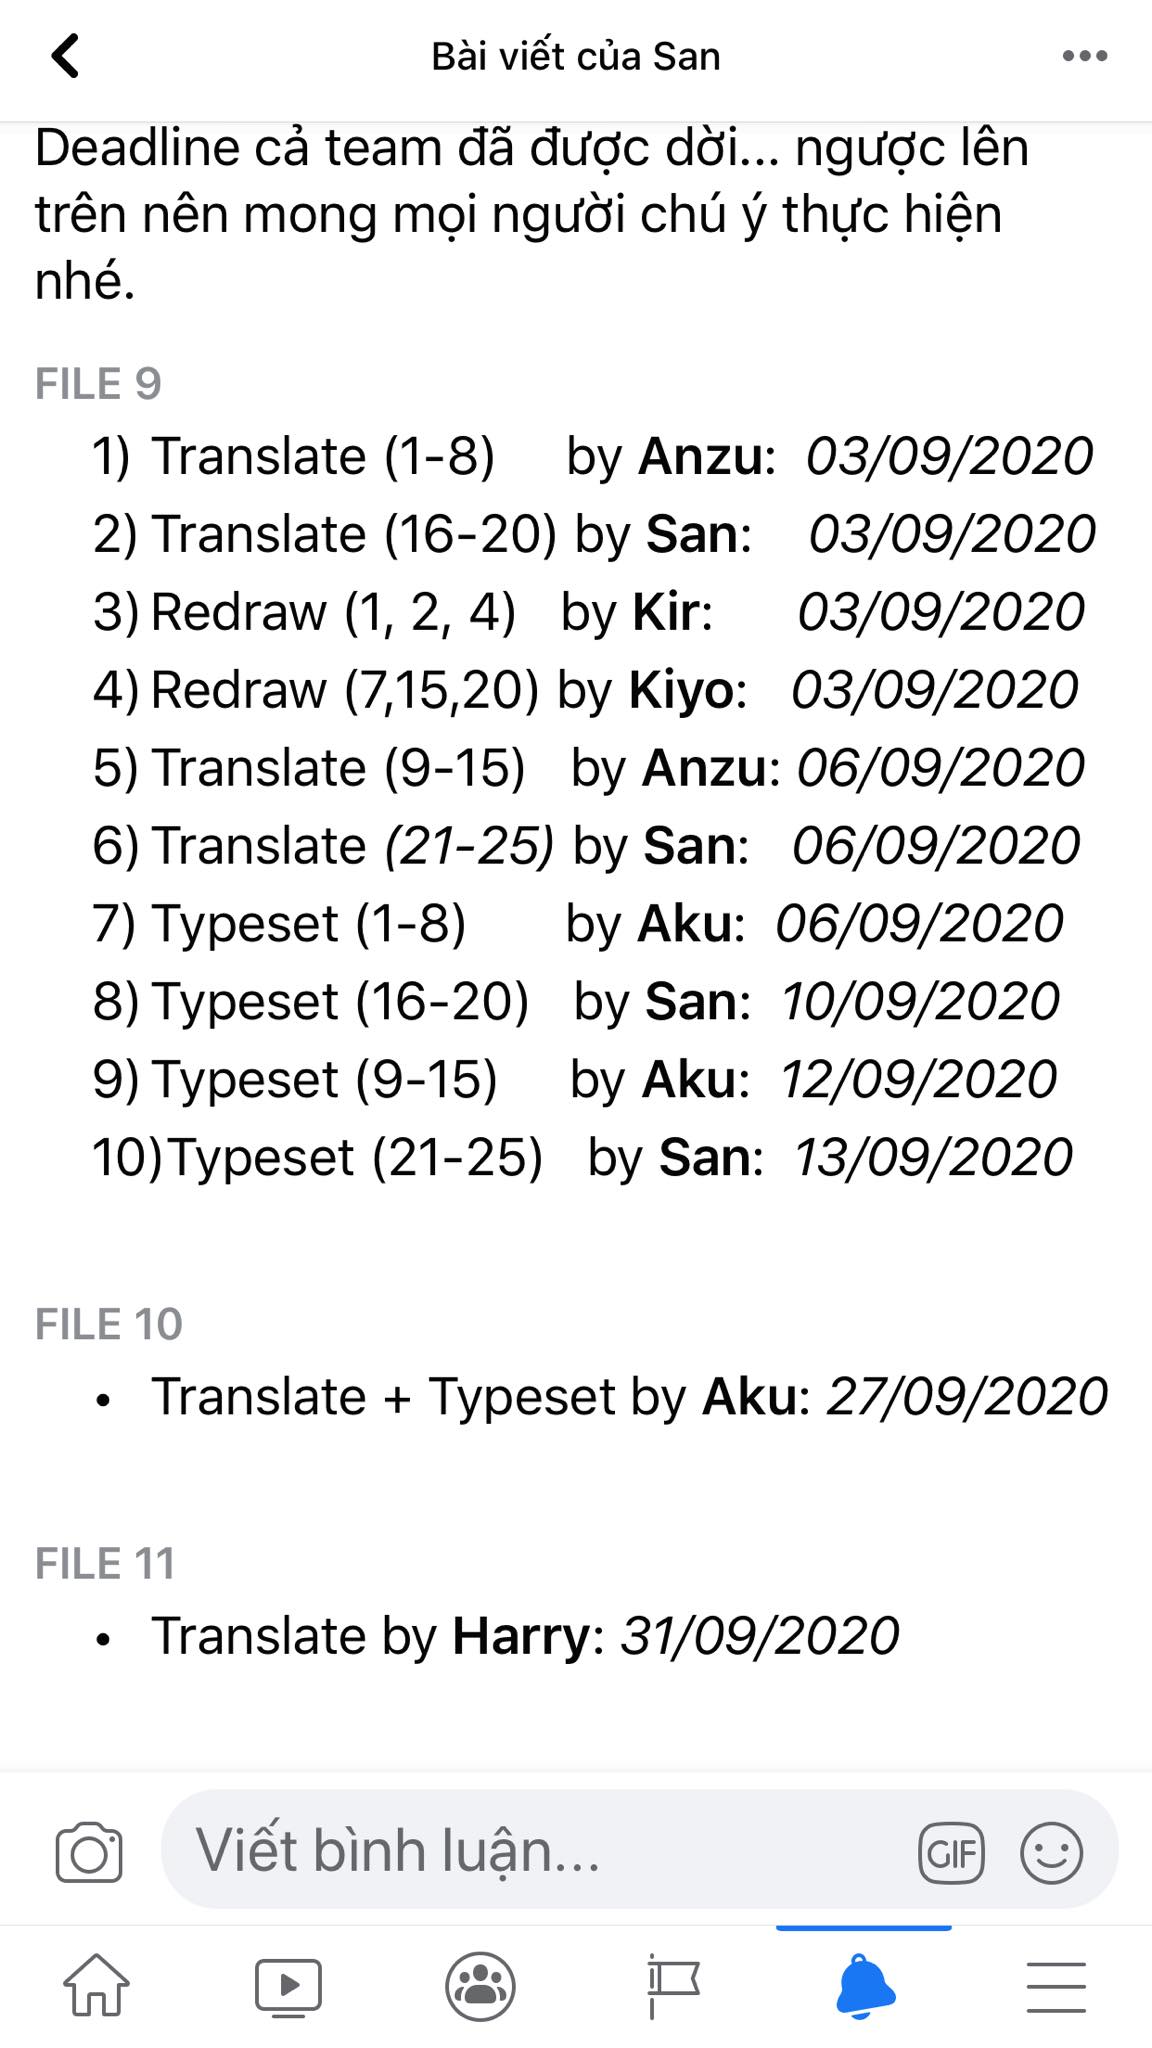 Bài viết của San
Deadline cả team đã được dời... ngược lên
trên nên mong mọi người chú ý thực hiện
nhé.
FILE 9
1) Translate (1-8) by Anzu: 03/09/2020
2) Translate (16-20) by San: 03/09/2020
3) Redraw (1, 2, 4) by Kir: 03/09/2020
4) Redraw (7,15,20) by Kiyo: 03/09/2020
5) Translate (9-15) by Anzu: 06/09/2020
6) Translate (21-25) by San: 06/09/2020
7) Typeset (1-8) by Aku: 06/09/2020
8) Typeset (16-20) by San: 10/09/2020
9) Typeset (9-15) by Aku: 12/09/2020
10)Typeset (21-25) by San: 13/09/2020
FILE 10
• Translate + Typeset by Aku: 27/09/2020
FILE 11
• Translate by Harry: 31/09/2020
Viết bình luận... GIF